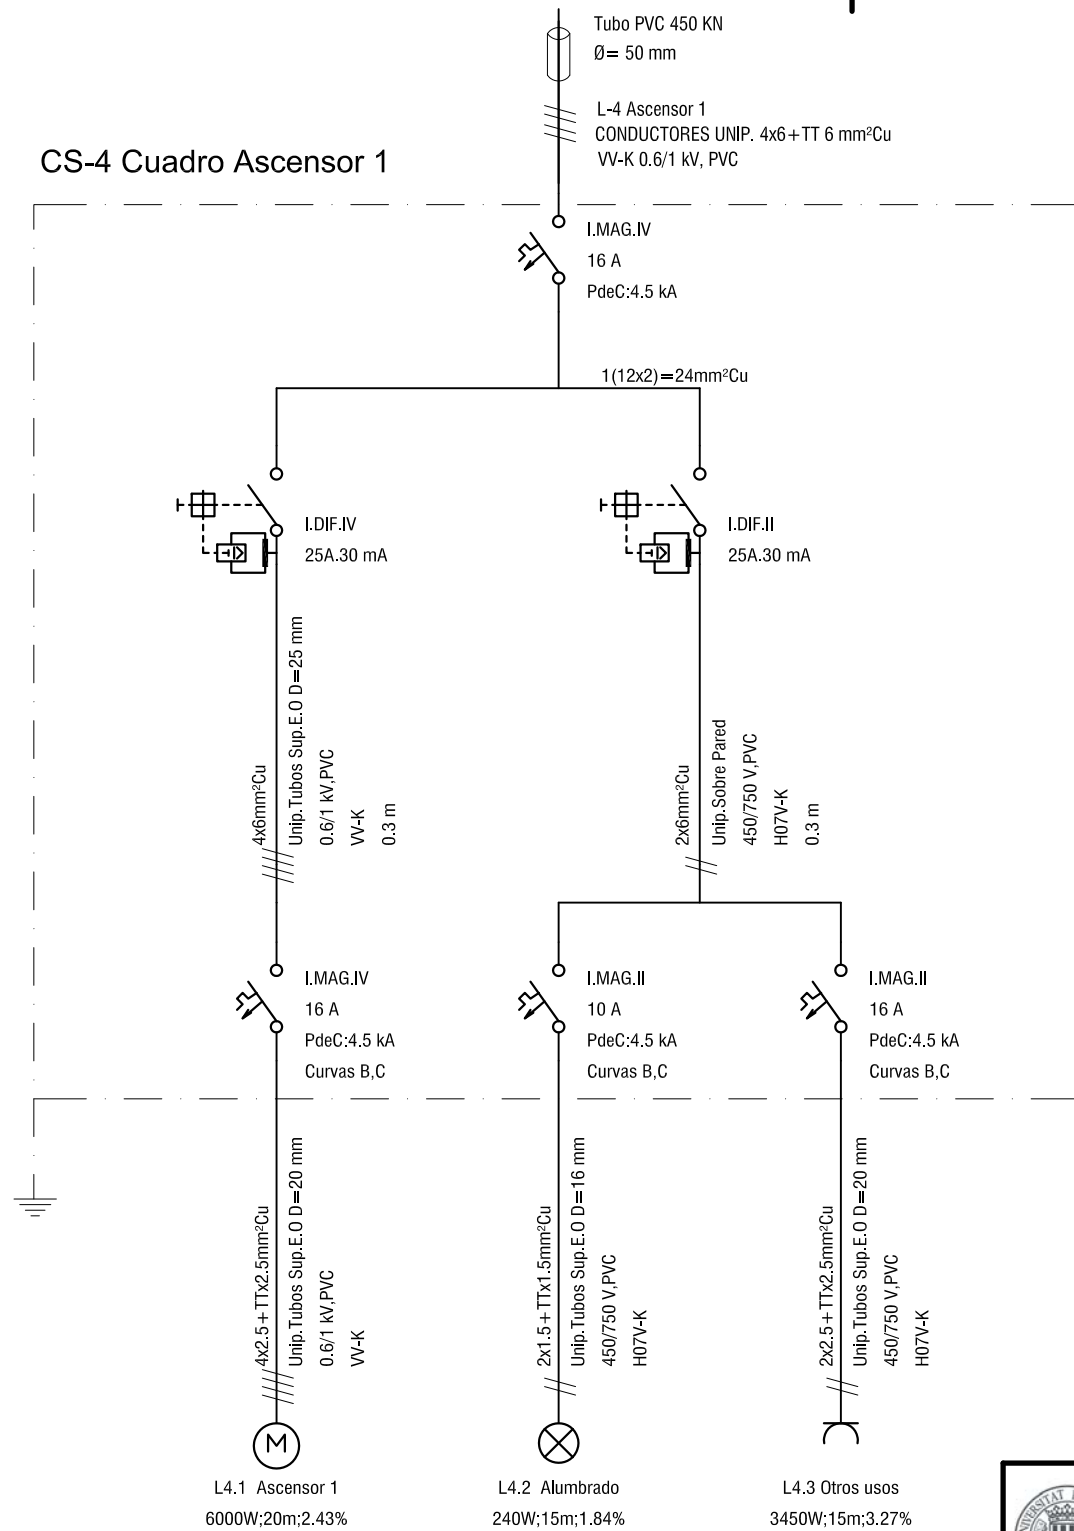 Tubo PVC 450 KN
Ø= 50 mm
L-4 Ascensor 1
CONDUCTORES UNIP. 4x6+TT 6 mm²Cu
VV-K 0.6/1 kV, PVC
CS-4 Cuadro Ascensor 1
I.MAG.IV
16 A
PdeC:4.5 kA
1(12x2)=24mm²Cu
I.DIF.IV
25A.30 mA
I.DIF.II
25A.30 mA
4x6mm²Cu
Unip.Tubos Sup.E.O D=25 mm
0.6/1 kV,PVC
VV-K
0.3 m
2x6mm²Cu
Unip.Sobre Pared
450/750 V,PVC
H07V-K
0.3 m
I.MAG.IV
16 A
PdeC:4.5 kA
Curvas B,C
I.MAG.II
10 A
PdeC:4.5 kA
Curvas B,C
I.MAG.II
16 A
PdeC:4.5 kA
Curvas B,C
4x2.5+TTx2.5mm²Cu
Unip.Tubos Sup.E.O D=20 mm
0.6/1 kV,PVC
VV-K
2x1.5+TTx1.5mm²Cu
Unip.Tubos Sup.E.O D=16 mm
450/750 V,PVC
H07V-K
2x2.5+TTx2.5mm²Cu
Unip.Tubos Sup.E.O D=20 mm
450/750 V,PVC
H07V-K
M
L4.1 Ascensor 1
6000W;20m;2.43%
L4.2 Alumbrado
240W;15m;1.84%
L4.3 Otros usos
3450W;15m;3.27%